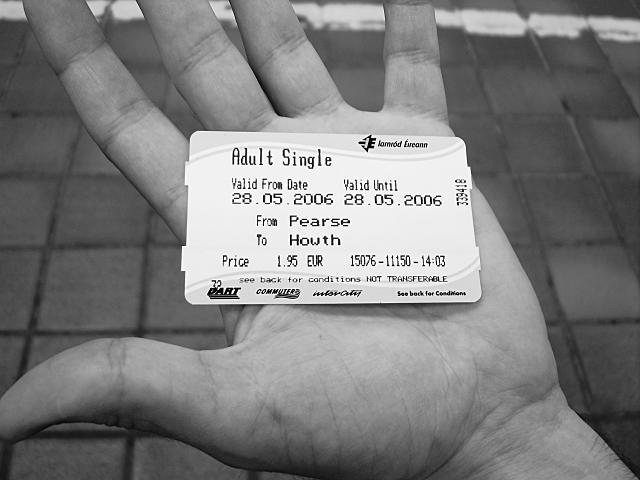 Iarnród Éireann
Adult Single
Valid From Date Valid Until
28.05.2006 28.05.2006
339418
From Pearse
To Howth
Price 1.95 EUR 15076-11150-14:03
see back for conditions NOT TRANSFERABLE
72
DART COMMUTER InterCity See back for Conditions